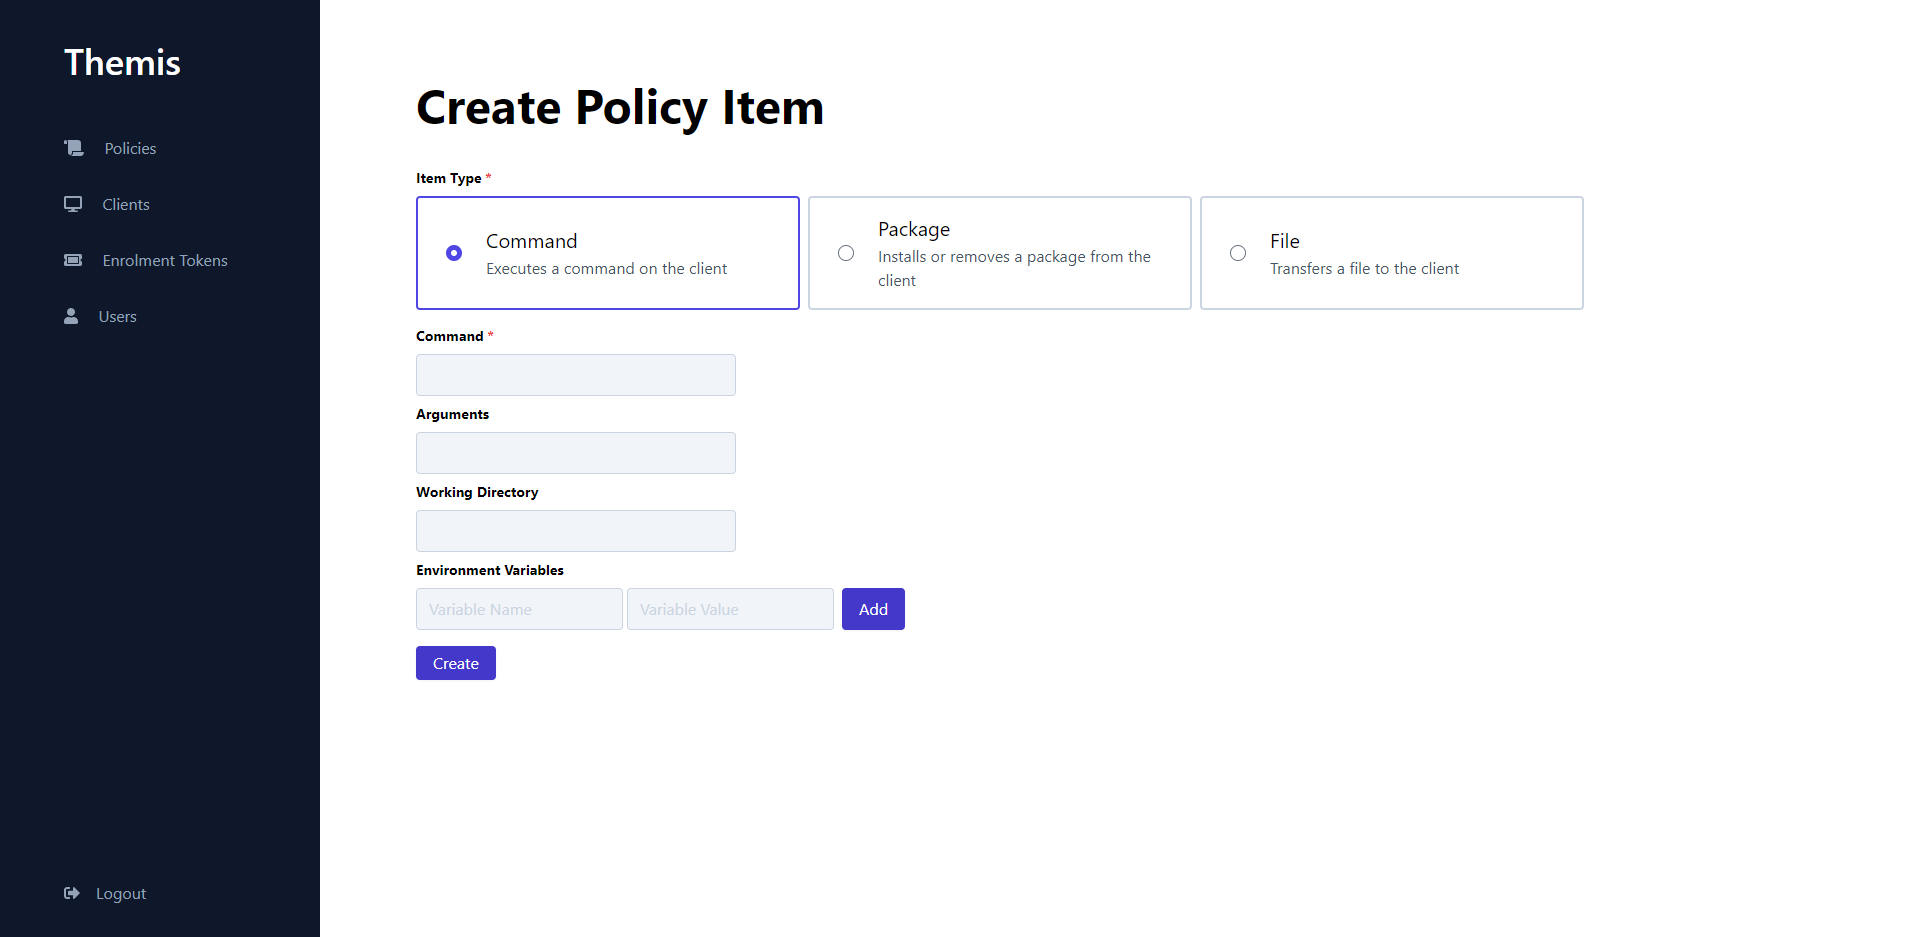 Themis
Policies
Clients
Enrolment Tokens
Users
Logout
Create Policy Item
Item Type *
Command
Executes a command on the client
Package
Installs or removes a package from the
client
File
Transfers a file to the client
Command *
Arguments
Working Directory
Environment Variables
Variable Name
Variable Value
Add
Create